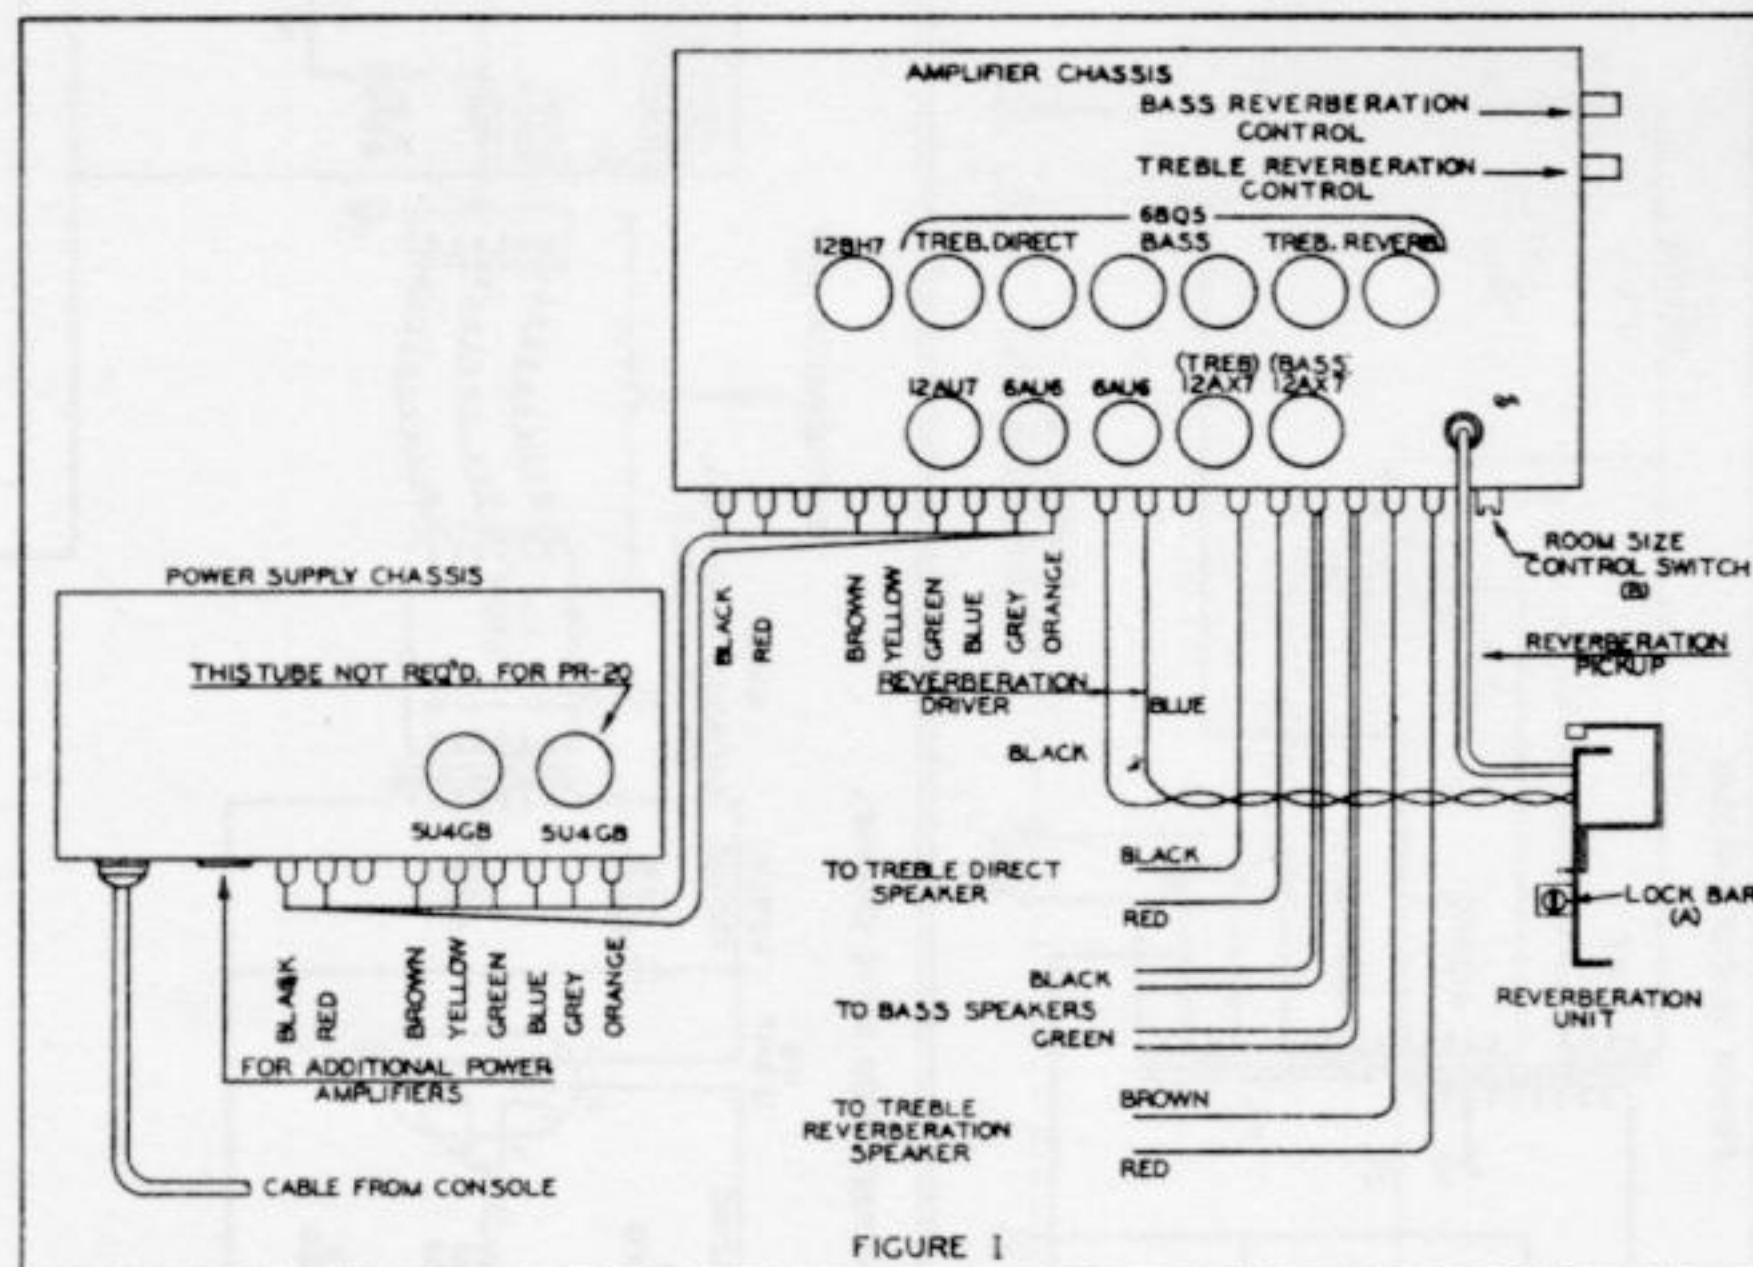 AMPLIFIER CHASSIS
BASS REVERBERATION
CONTROL
TREBLE REVERBERATION
CONTROL
6BQ5
12BH7
TREB. DIRECT
BASS
TREB. REVERB.
(TREB)
(BASS
12AU7
6AU6
6AU6
12AX7
12AX7
ROOM SIZE
CONTROL SWITCH
(B)
POWER SUPPLY CHASSIS
BLACK
RED
BROWN
YELLOW
GREEN
BLUE
GREY
ORANGE
THIS TUBE NOT REQ'D. FOR PR-20
REVERBERATION
DRIVER
BLUE
REVERBERATION
PICKUP
BLACK
5U4GB
5U4GB
TO TREBLE DIRECT
SPEAKER
BLACK
RED
LOCK BAR
(A)
BLACK
RED
BROWN
YELLOW
GREEN
BLUE
GREY
ORANGE
BLACK
TO BASS SPEAKERS
GREEN
REVERBERATION
UNIT
FOR ADDITIONAL POWER
AMPLIFIERS
TO TREBLE
REVERBERATION
SPEAKER
BROWN
RED
CABLE FROM CONSOLE
FIGURE I